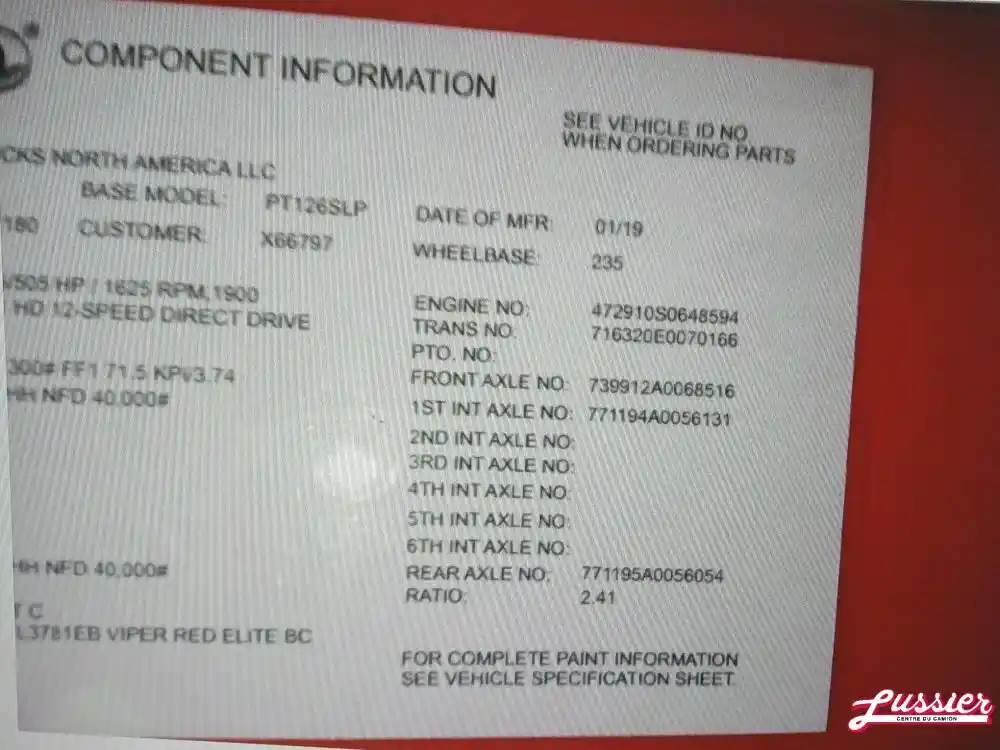 COMPONENT INFORMATION
SEE VEHICLE ID NO
WHEN ORDERING PARTS
CKS NORTH AMERICA LLC
BASE MODEL: PT126SLP
DATE OF MFR: 01/19
180 CUSTOMER: X66797
WHEELBASE: 235
/505 HP / 1625 RPM, 1900
HD 12-SPEED DIRECT DRIVE
ENGINE NO: 472910S0648594
TRANS NO: 716320E0070166
PTO. NO:
300# FF1 71.5 KPI/3.74
FRONT AXLE NO: 739912A0068516
HH NFD 40,000#
1ST INT AXLE NO: 771194A0056131
2ND INT AXLE NO:
3RD INT AXLE NO:
4TH INT AXLE NO:
5TH INT AXLE NO:
6TH INT AXLE NO:
HH NFD 40,000#
REAR AXLE NO: 771195A0056054
RATIO: 2.41
T C
L3781EB VIPER RED ELITE BC
FOR COMPLETE PAINT INFORMATION
SEE VEHICLE SPECIFICATION SHEET.
Lussier
CENTRE DU CAMION